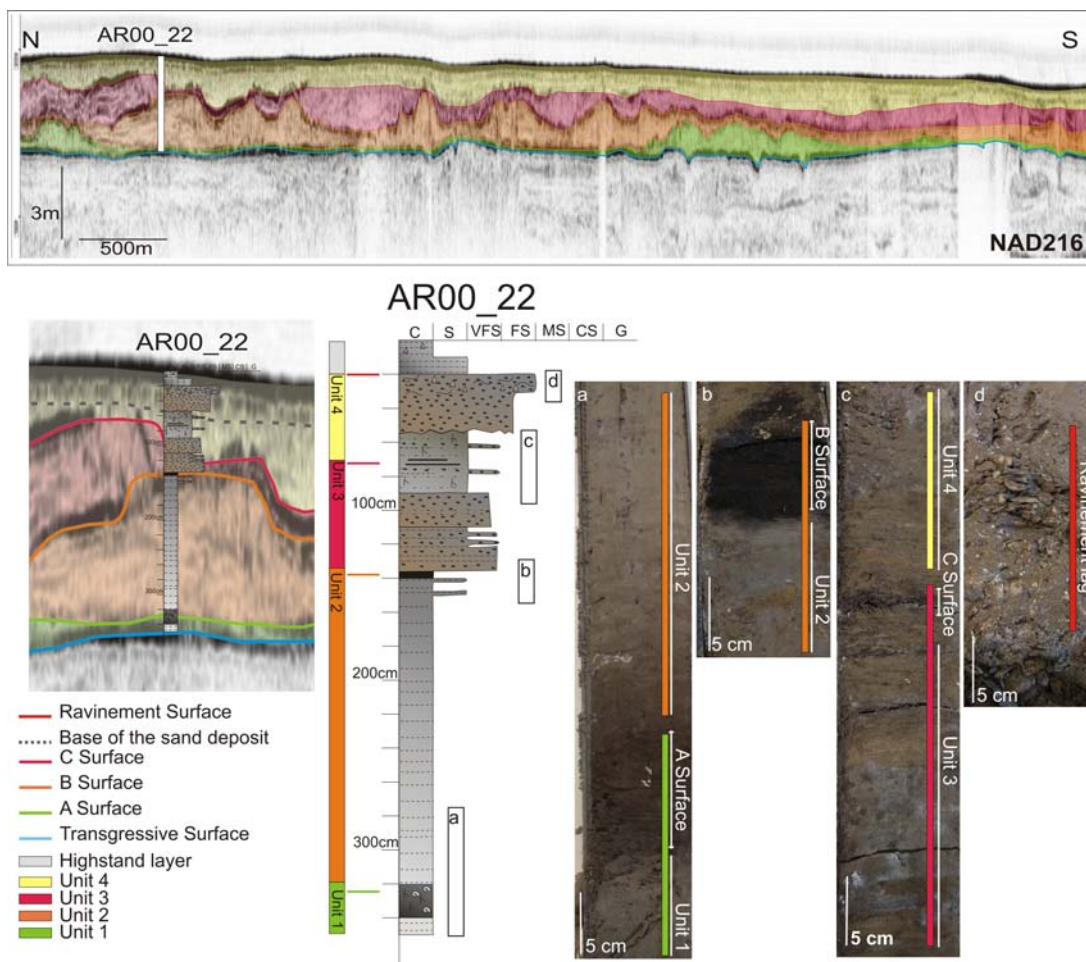 N
AR00_22
S
3m
500m
NAD216
AR00_22
AR00_22
C S VFS FS MS CS G
Unit 4
Unit 3
Unit 2
Unit 1
100cm
200cm
300cm
d
c
b
a
Ravinement Surface
Base of the sand deposit
C Surface
B Surface
A Surface
Transgressive Surface
Highstand layer
Unit 4
Unit 3
Unit 2
Unit 1
a
Unit 2
A Surface
Unit 1
5 cm
b
B Surface
Unit 2
5 cm
c
Unit 4
C Surface
Unit 3
5 cm
d
Ravinement lag
5 cm